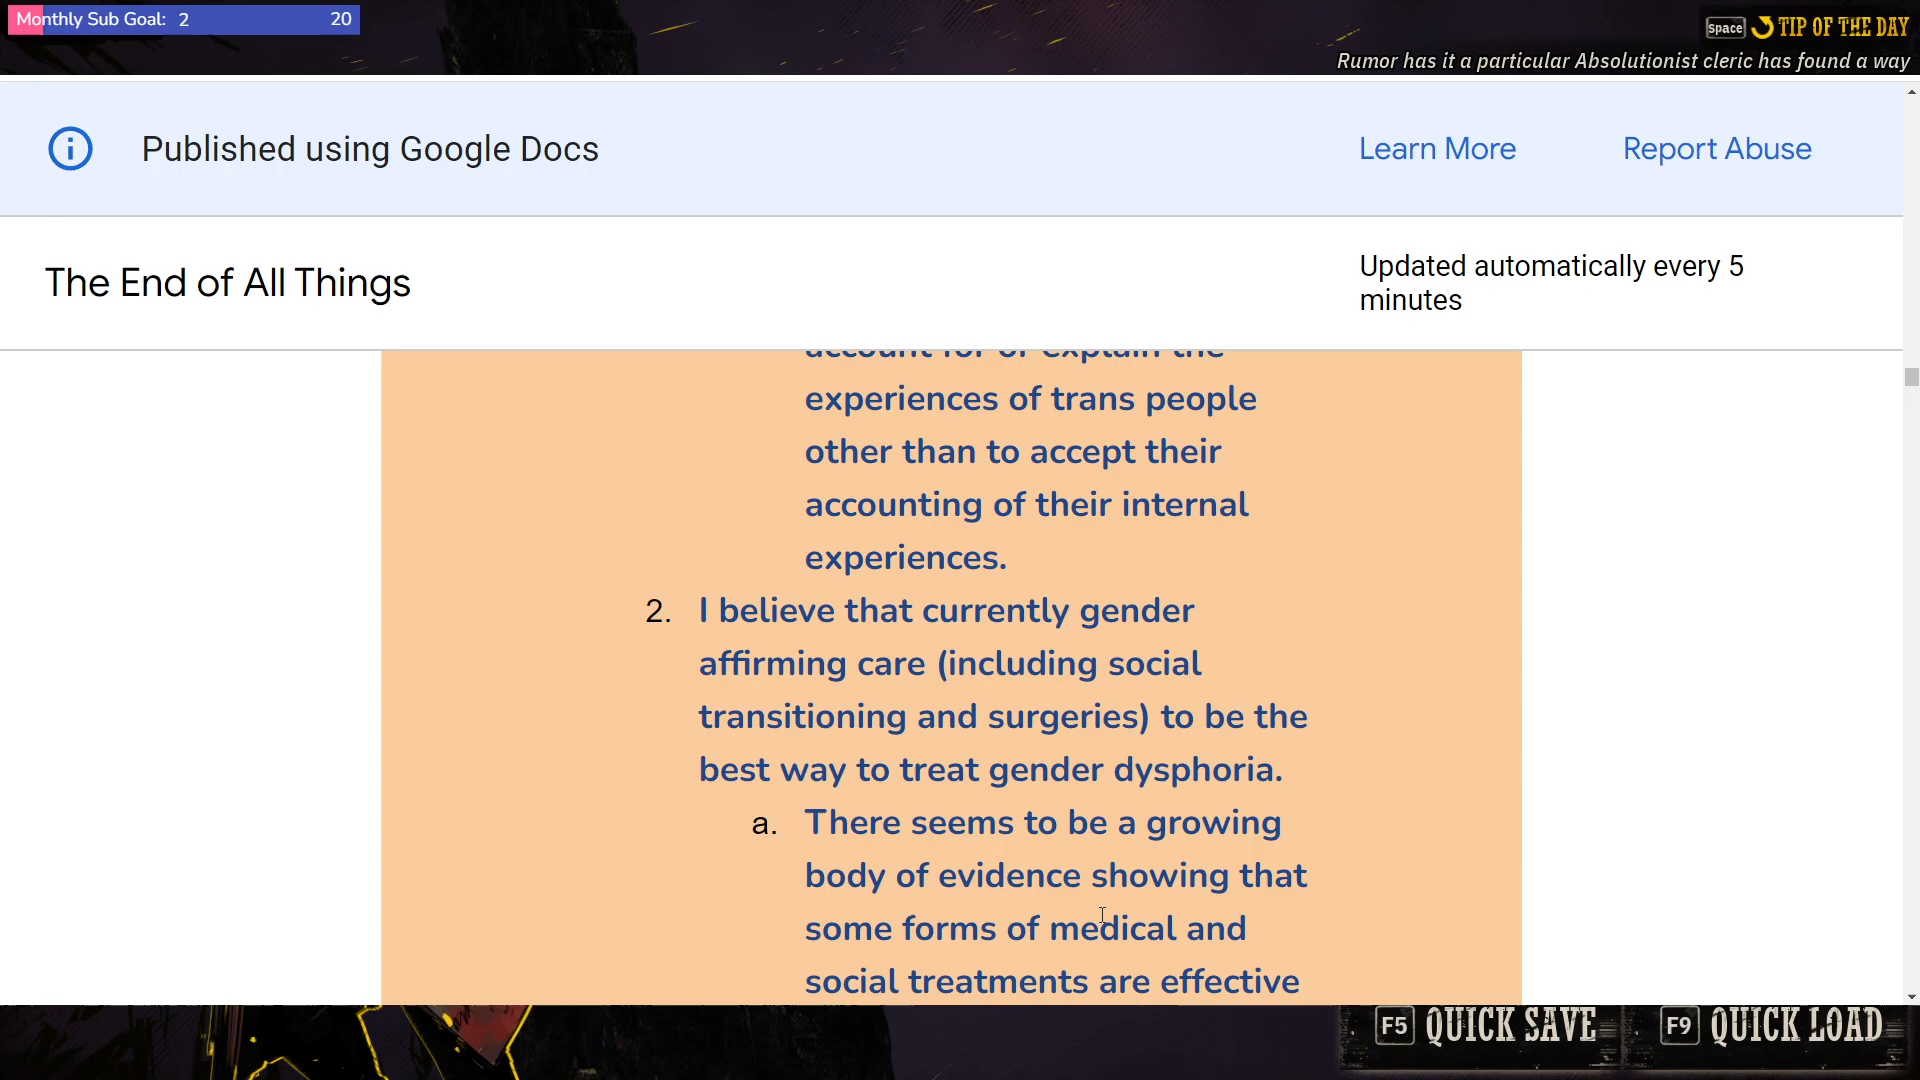 Monthly Sub Goal: 2 20
Space TIP OF THE DAY
Rumor has it a particular Absolutionist cleric has found a way
Published using Google Docs
Learn More
Report Abuse
The End of All Things
Updated automatically every 5
minutes
account for or explain the
experiences of trans people
other than to accept their
accounting of their internal
experiences.
2. I believe that currently gender
affirming care (including social
transitioning and surgeries) to be the
best way to treat gender dysphoria.
a. There seems to be a growing
body of evidence showing that
some forms of medical and
social treatments are effective
F5 QUICK SAVE
F9 QUICK LOAD